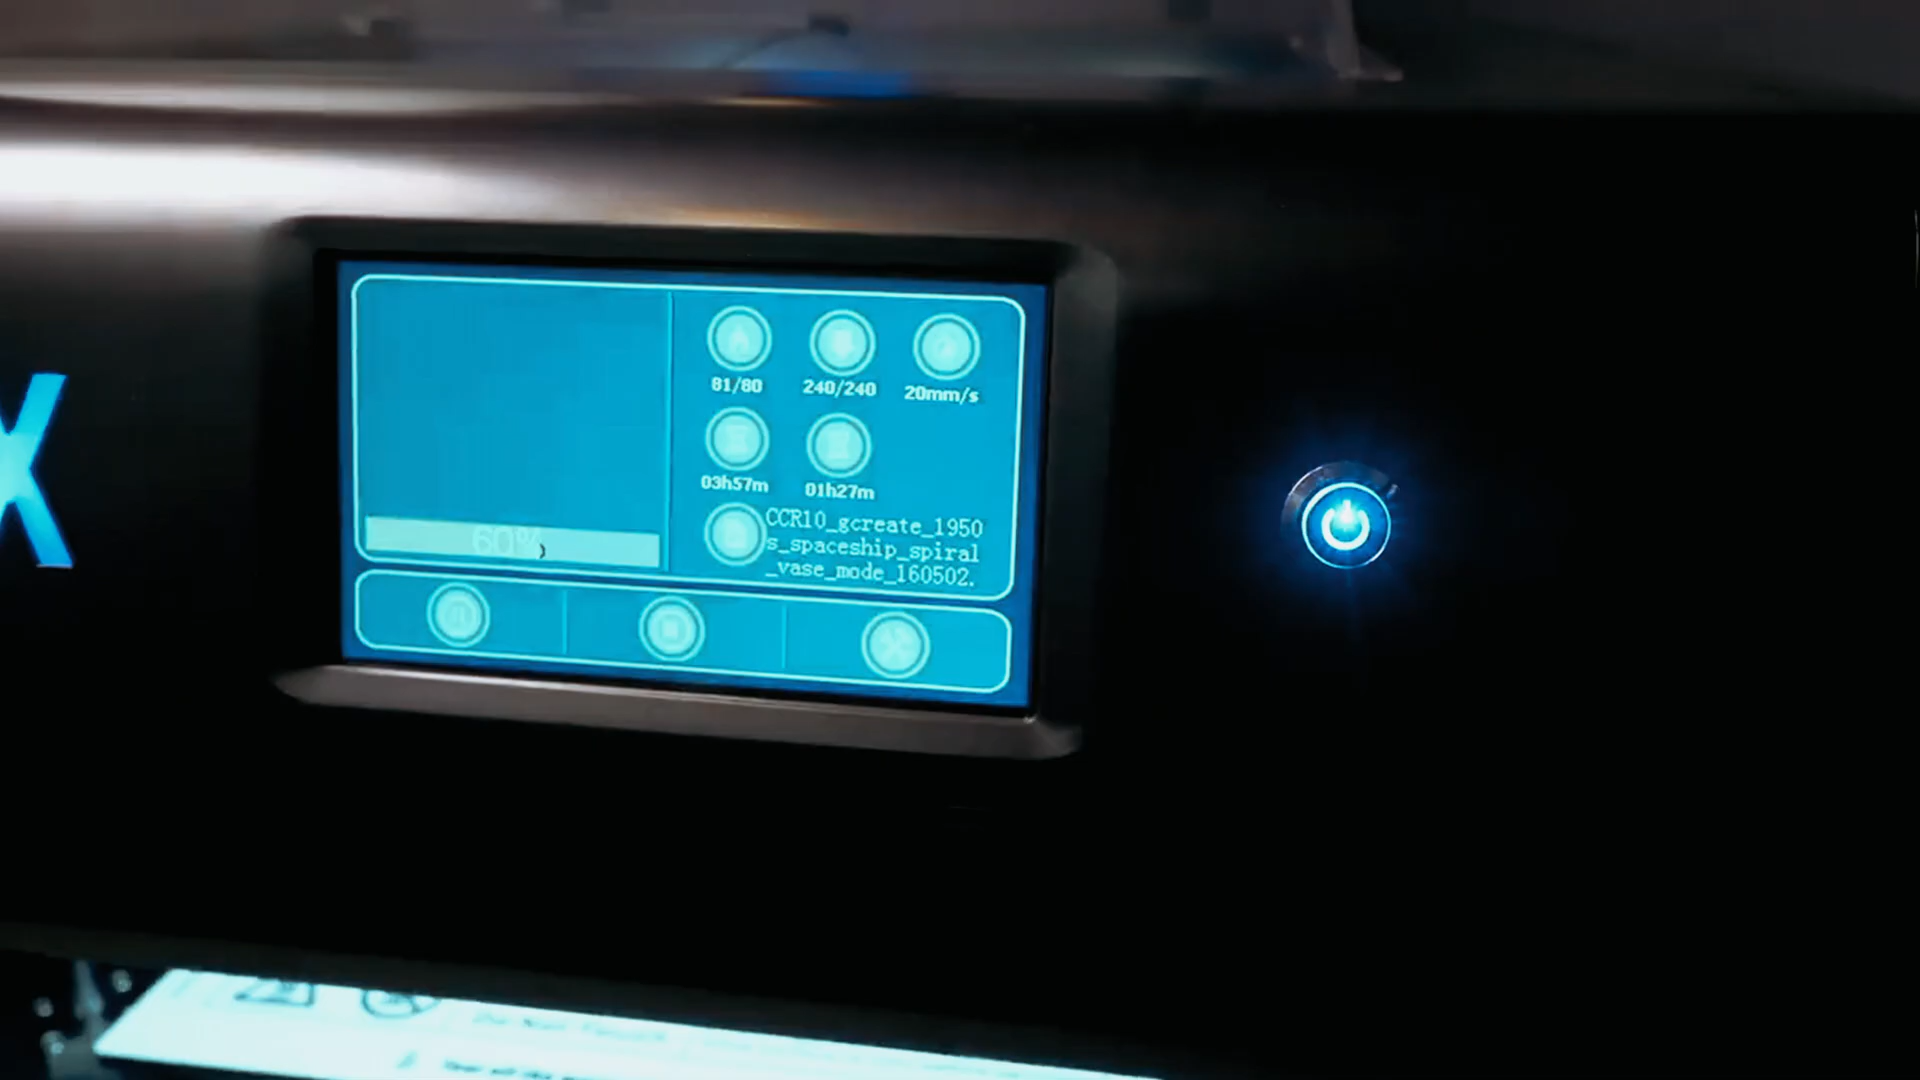 X
81/80
240/240
20mm/s
03h57m
01h27m
CCR10_gcreate_1950
s_spaceship_spiral
_vase_mode_160502.
60%